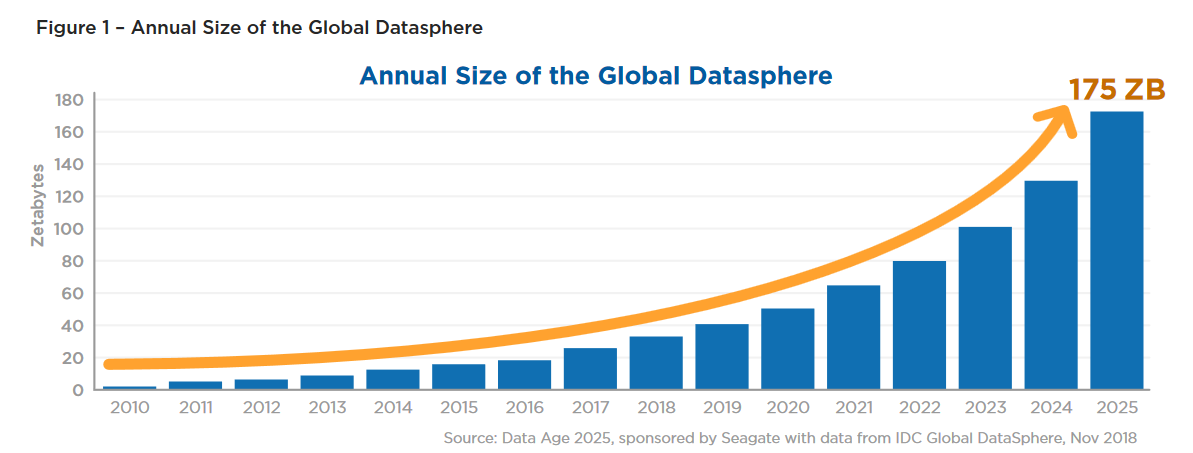 Figure 1 – Annual Size of the Global Datasphere
Annual Size of the Global Datasphere
175 ZB
Zetabytes
180
160
140
120
100
80
60
40
20
0
2010 2011 2012 2013 2014 2015 2016 2017 2018 2019 2020 2021 2022 2023 2024 2025
Source: Data Age 2025, sponsored by Seagate with data from IDC Global DataSphere, Nov 2018